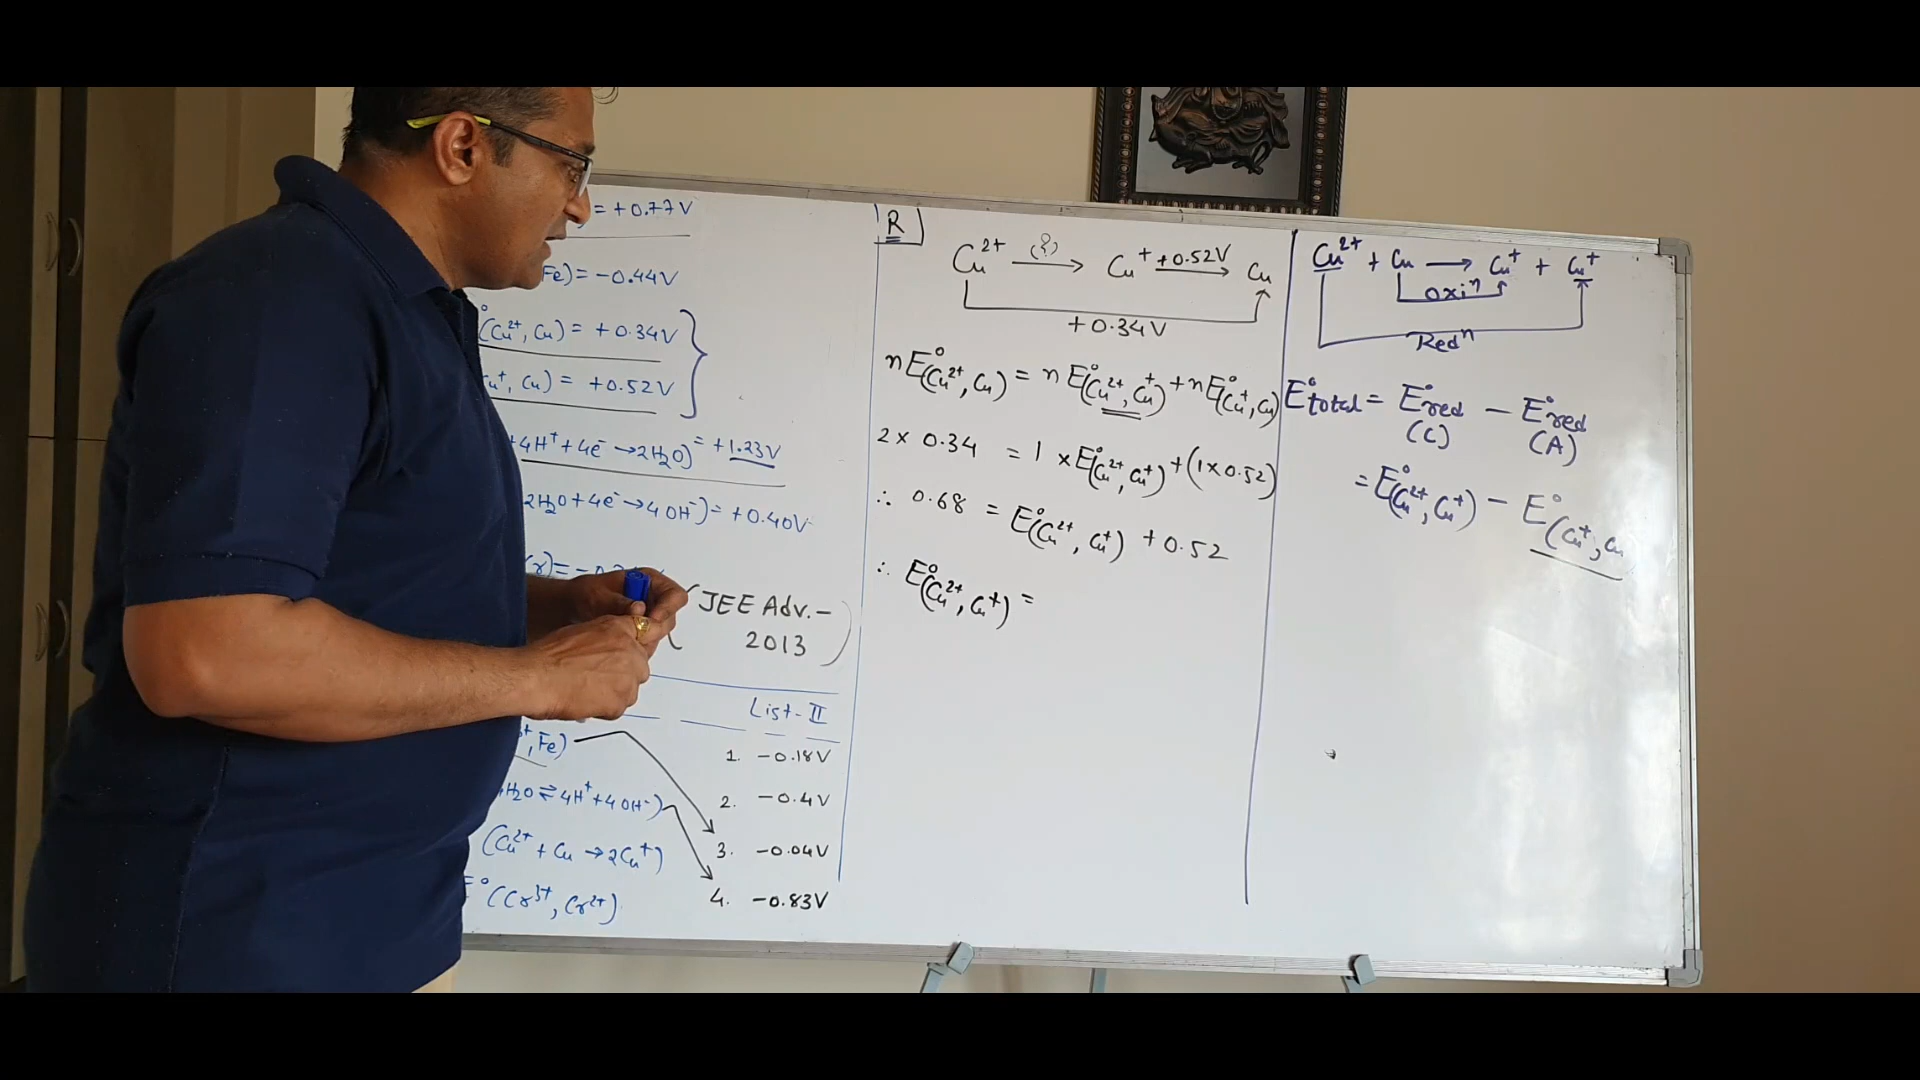 = +0.77V
Fe) = -0.44V
(Cu²⁺, Cu) = +0.34V
Cu⁺, Cu) = +0.52V
+4H⁺ + 4e⁻ → 2H₂O) = +1.23V
2H₂O + 4e⁻ → 4OH⁻) = +0.40V
(JEE Adv.-
2013)
List-II
, Fe)
1. -0.18V
H₂O ⇌ 4H⁺ + 4OH⁻)
2. -0.4V
(Cu²⁺ + Cu → 2Cu⁺)
3. -0.04V
E° (Cr³⁺, Cr²⁺)
4. -0.83V
R
Cu²⁺ (?)→ Cu⁺ +0.52V→ Cu
+0.34V
nE°(Cu²⁺, Cu) = nE°(Cu²⁺, Cu⁺) + nE°(Cu⁺, Cu)
2 × 0.34 = 1 × E°(Cu²⁺, Cu⁺) + (1×0.52)
∴ 0.68 = E°(Cu²⁺, Cu⁺) + 0.52
∴ E°(Cu²⁺, Cu⁺) =
Cu²⁺ + Cu → Cu⁺ + Cu⁺
Oxiⁿ
Redⁿ
E°total = E°red - E°red
(C) (A)
= E°(Cu²⁺, Cu⁺) - E°(Cu⁺, Cu